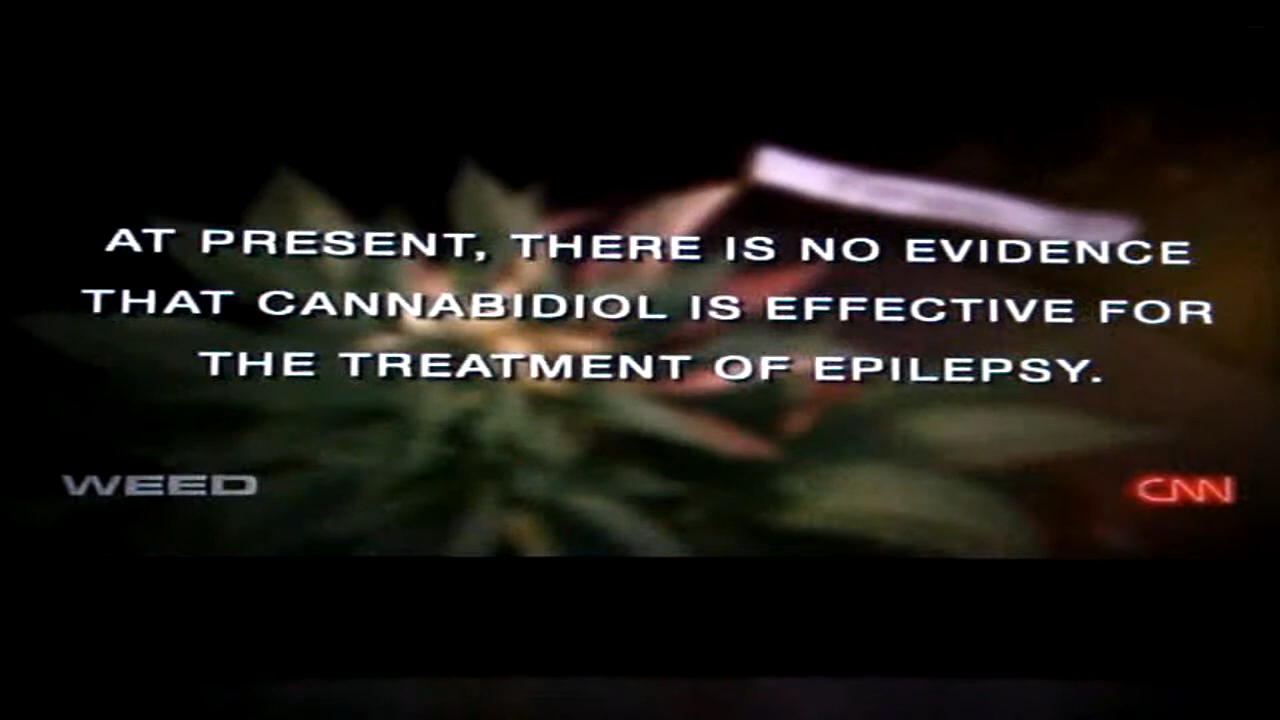 AT PRESENT, THERE IS NO EVIDENCE
THAT CANNABIDIOL IS EFFECTIVE FOR
THE TREATMENT OF EPILEPSY.
WEED
CNN